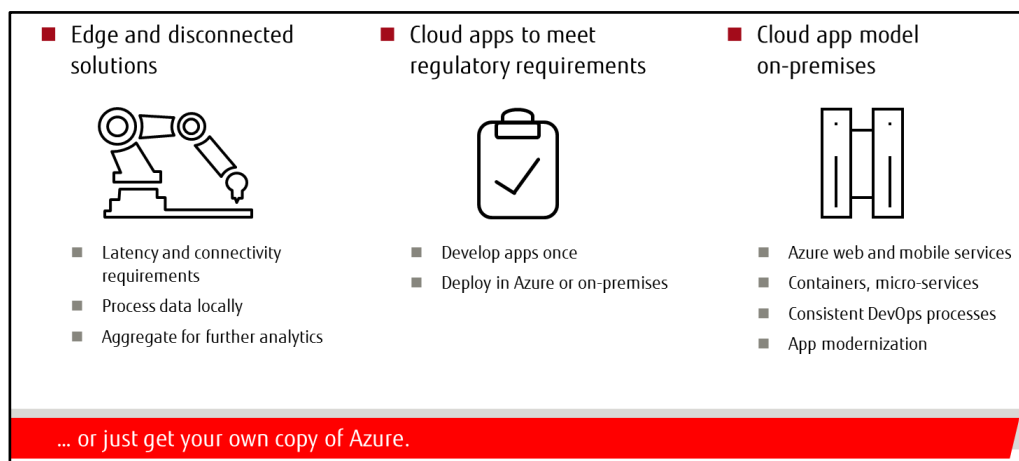 Edge and disconnected
solutions
Latency and connectivity
requirements
Process data locally
Aggregate for further analytics
Cloud apps to meet
regulatory requirements
Develop apps once
Deploy in Azure or on-premises
Cloud app model
on-premises
Azure web and mobile services
Containers, micro-services
Consistent DevOps processes
App modernization
... or just get your own copy of Azure.